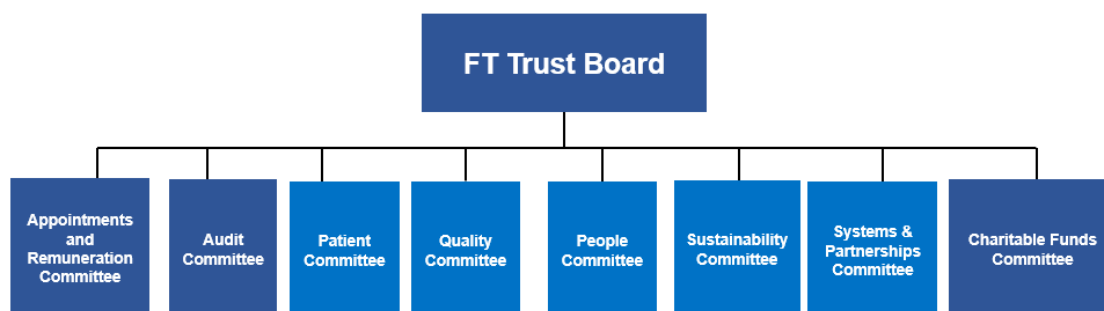 FT Trust Board
Appointments
and
Remuneration
Committee
Audit
Committee
Patient
Committee
Quality
Committee
People
Committee
Sustainability
Committee
Systems &
Partnerships
Committee
Charitable Funds
Committee